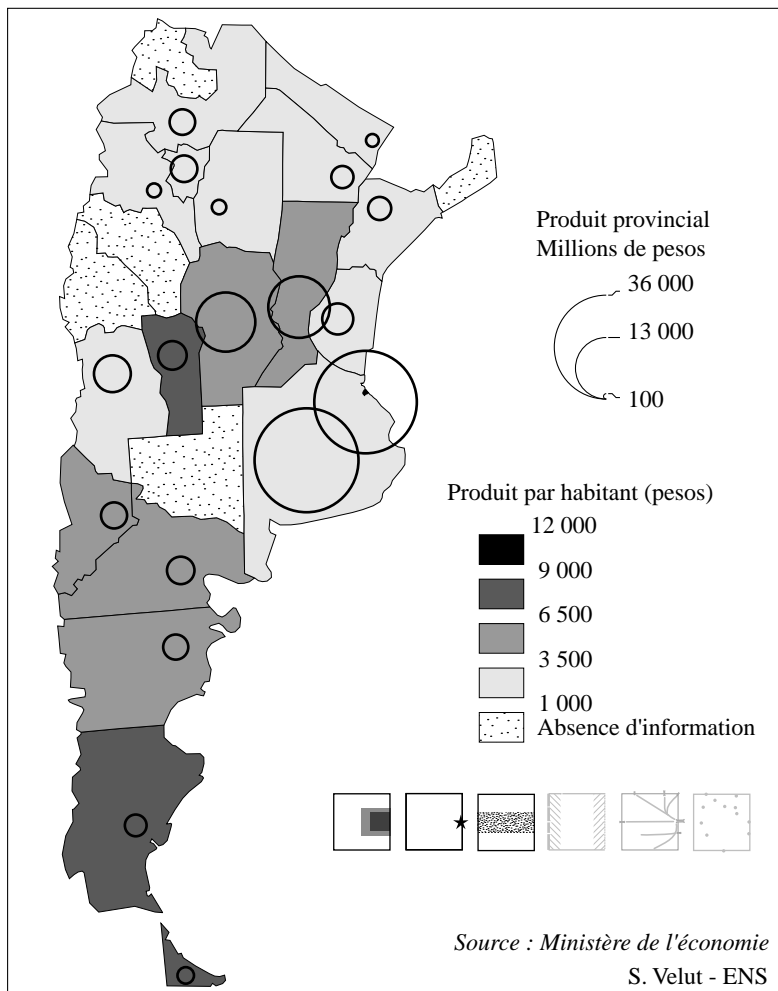 Produit provincial
Millions de pesos
36 000
13 000
100
Produit par habitant (pesos)
12 000
9 000
6 500
3 500
1 000
Absence d'information
Source : Ministère de l'économie
S. Velut - ENS